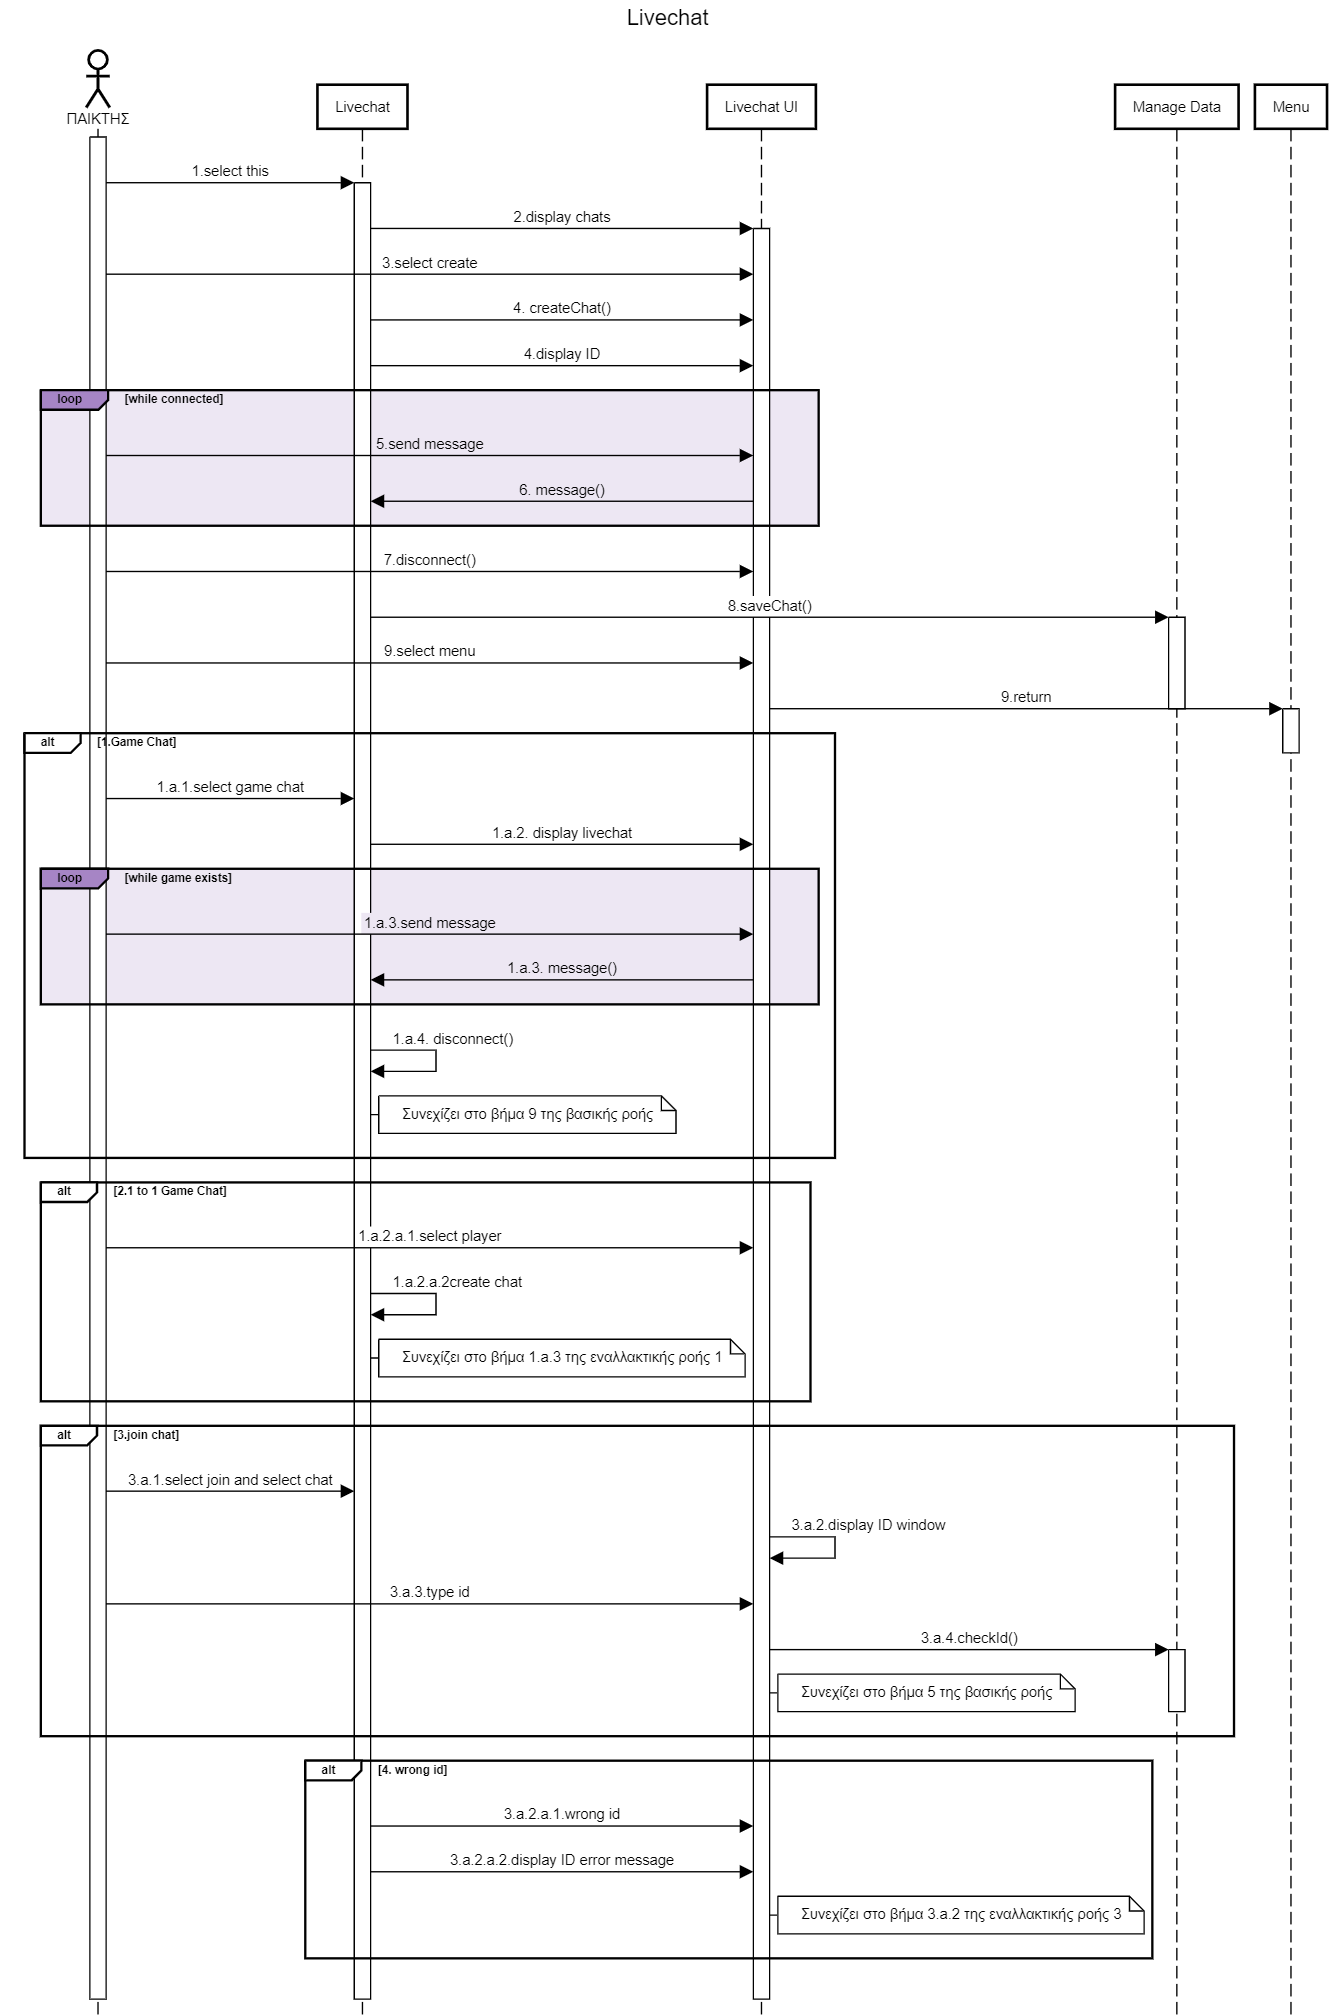 Livechat
ΠΑΙΚΤΗΣ
Livechat
Livechat UI
Manage Data
Menu
1.select this
2.display chats
3.select create
4. createChat()
4.display ID
loop
[while connected]
5.send message
6. message()
7.disconnect()
8.saveChat()
9.select menu
9.return
alt
[1.Game Chat]
1.a.1.select game chat
1.a.2. display livechat
loop
[while game exists]
1.a.3.send message
1.a.3. message()
1.a.4. disconnect()
Συνεχίζει στο βήμα 9 της βασικής ροής
alt
[2.1 to 1 Game Chat]
1.a.2.a.1.select player
1.a.2.a.2create chat
Συνεχίζει στο βήμα 1.a.3 της εναλλακτικής ροής 1
alt
[3.join chat]
3.a.1.select join and select chat
3.a.2.display ID window
3.a.3.type id
3.a.4.checkId()
Συνεχίζει στο βήμα 5 της βασικής ροής
alt
[4. wrong id]
3.a.2.a.1.wrong id
3.a.2.a.2.display ID error message
Συνεχίζει στο βήμα 3.a.2 της εναλλακτικής ροής 3